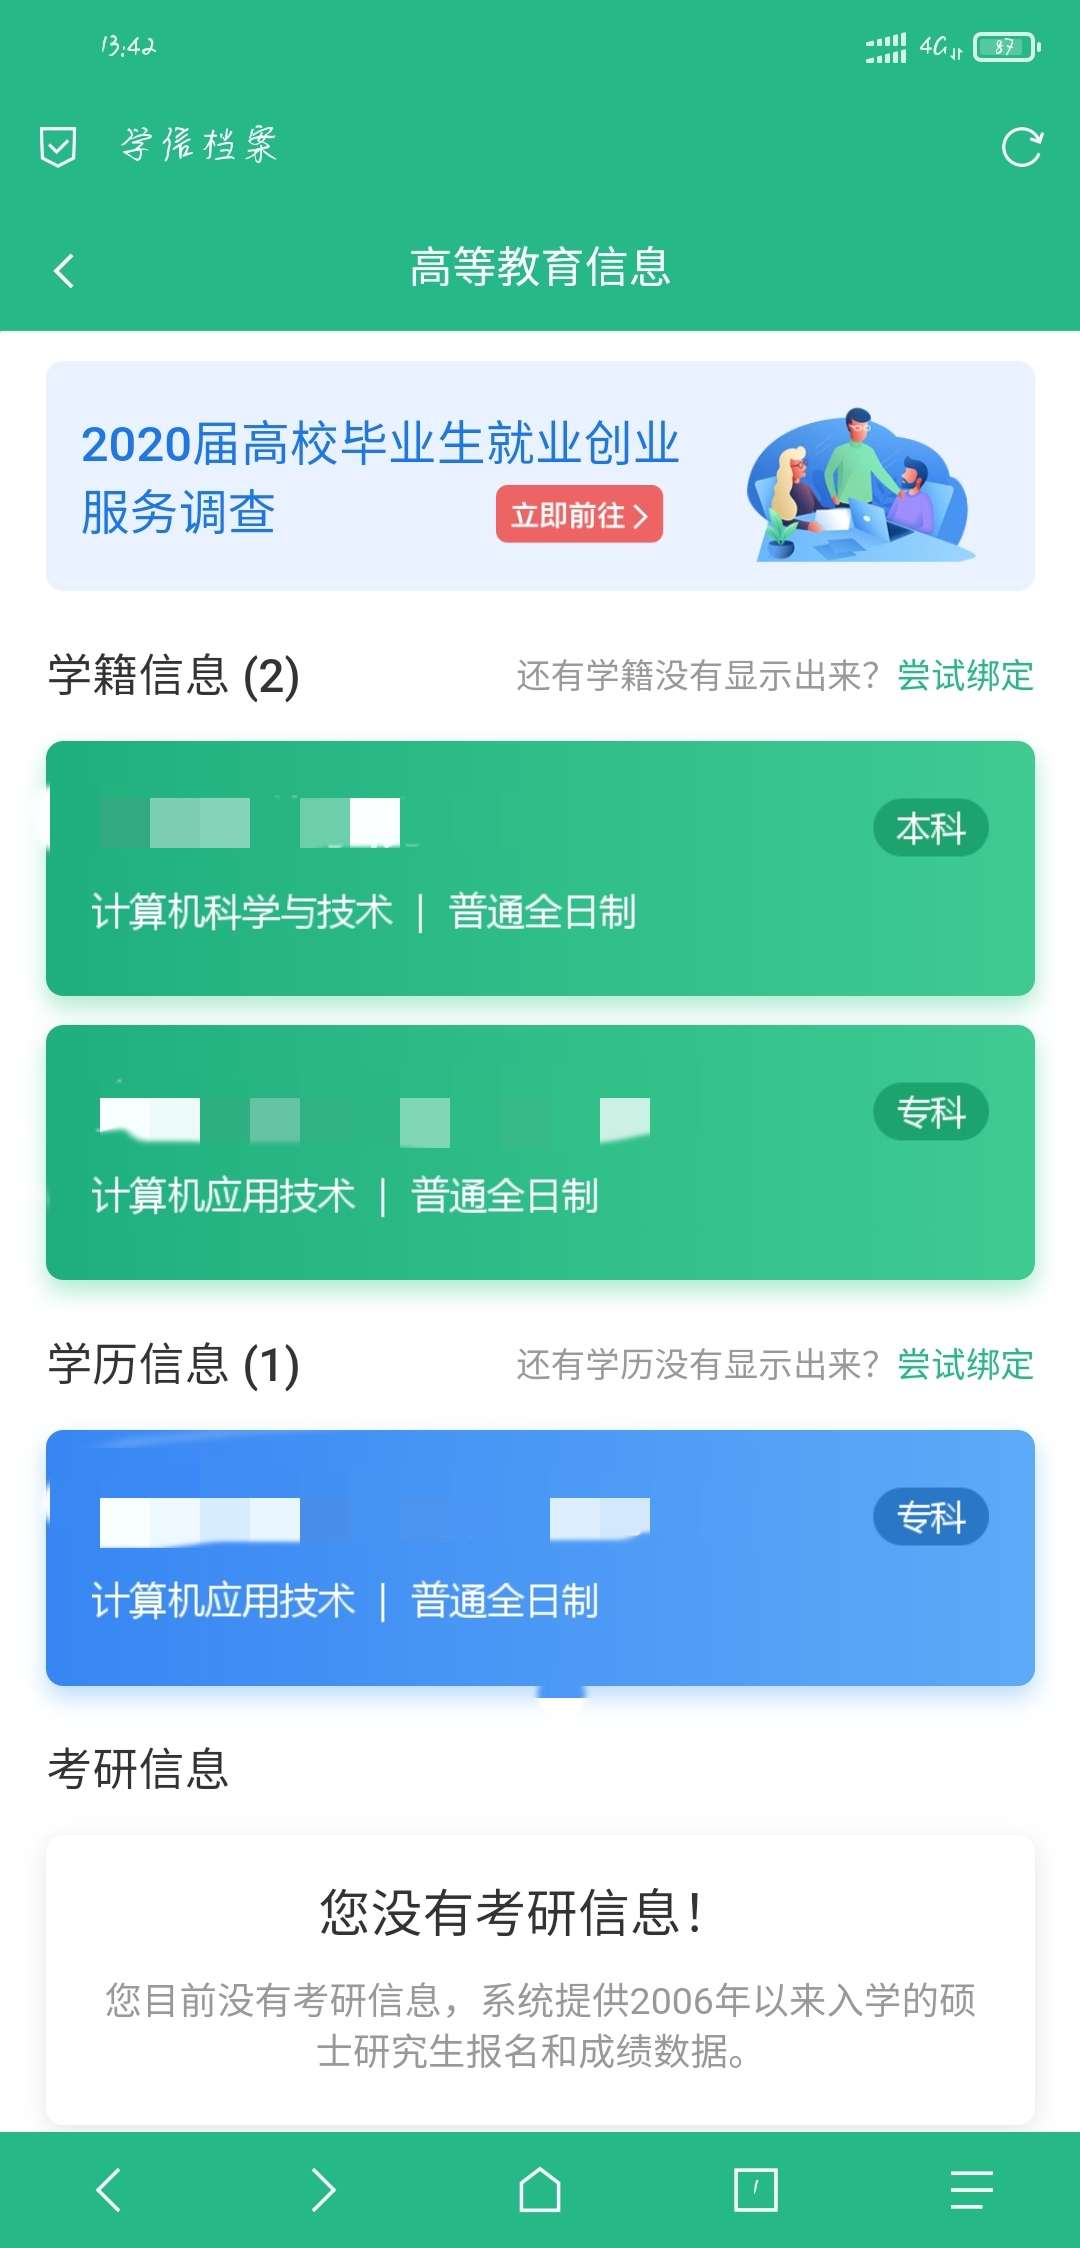 13:42 4G 87
学信档案
高等教育信息
2020届高校毕业生就业创业
服务调查 立即前往
学籍信息 (2) 还有学籍没有显示出来？尝试绑定
本科
计算机科学与技术 | 普通全日制
专科
计算机应用技术 | 普通全日制
学历信息 (1) 还有学历没有显示出来？尝试绑定
专科
计算机应用技术 | 普通全日制
考研信息
您没有考研信息！
您目前没有考研信息，系统提供2006年以来入学的硕
士研究生报名和成绩数据。
1